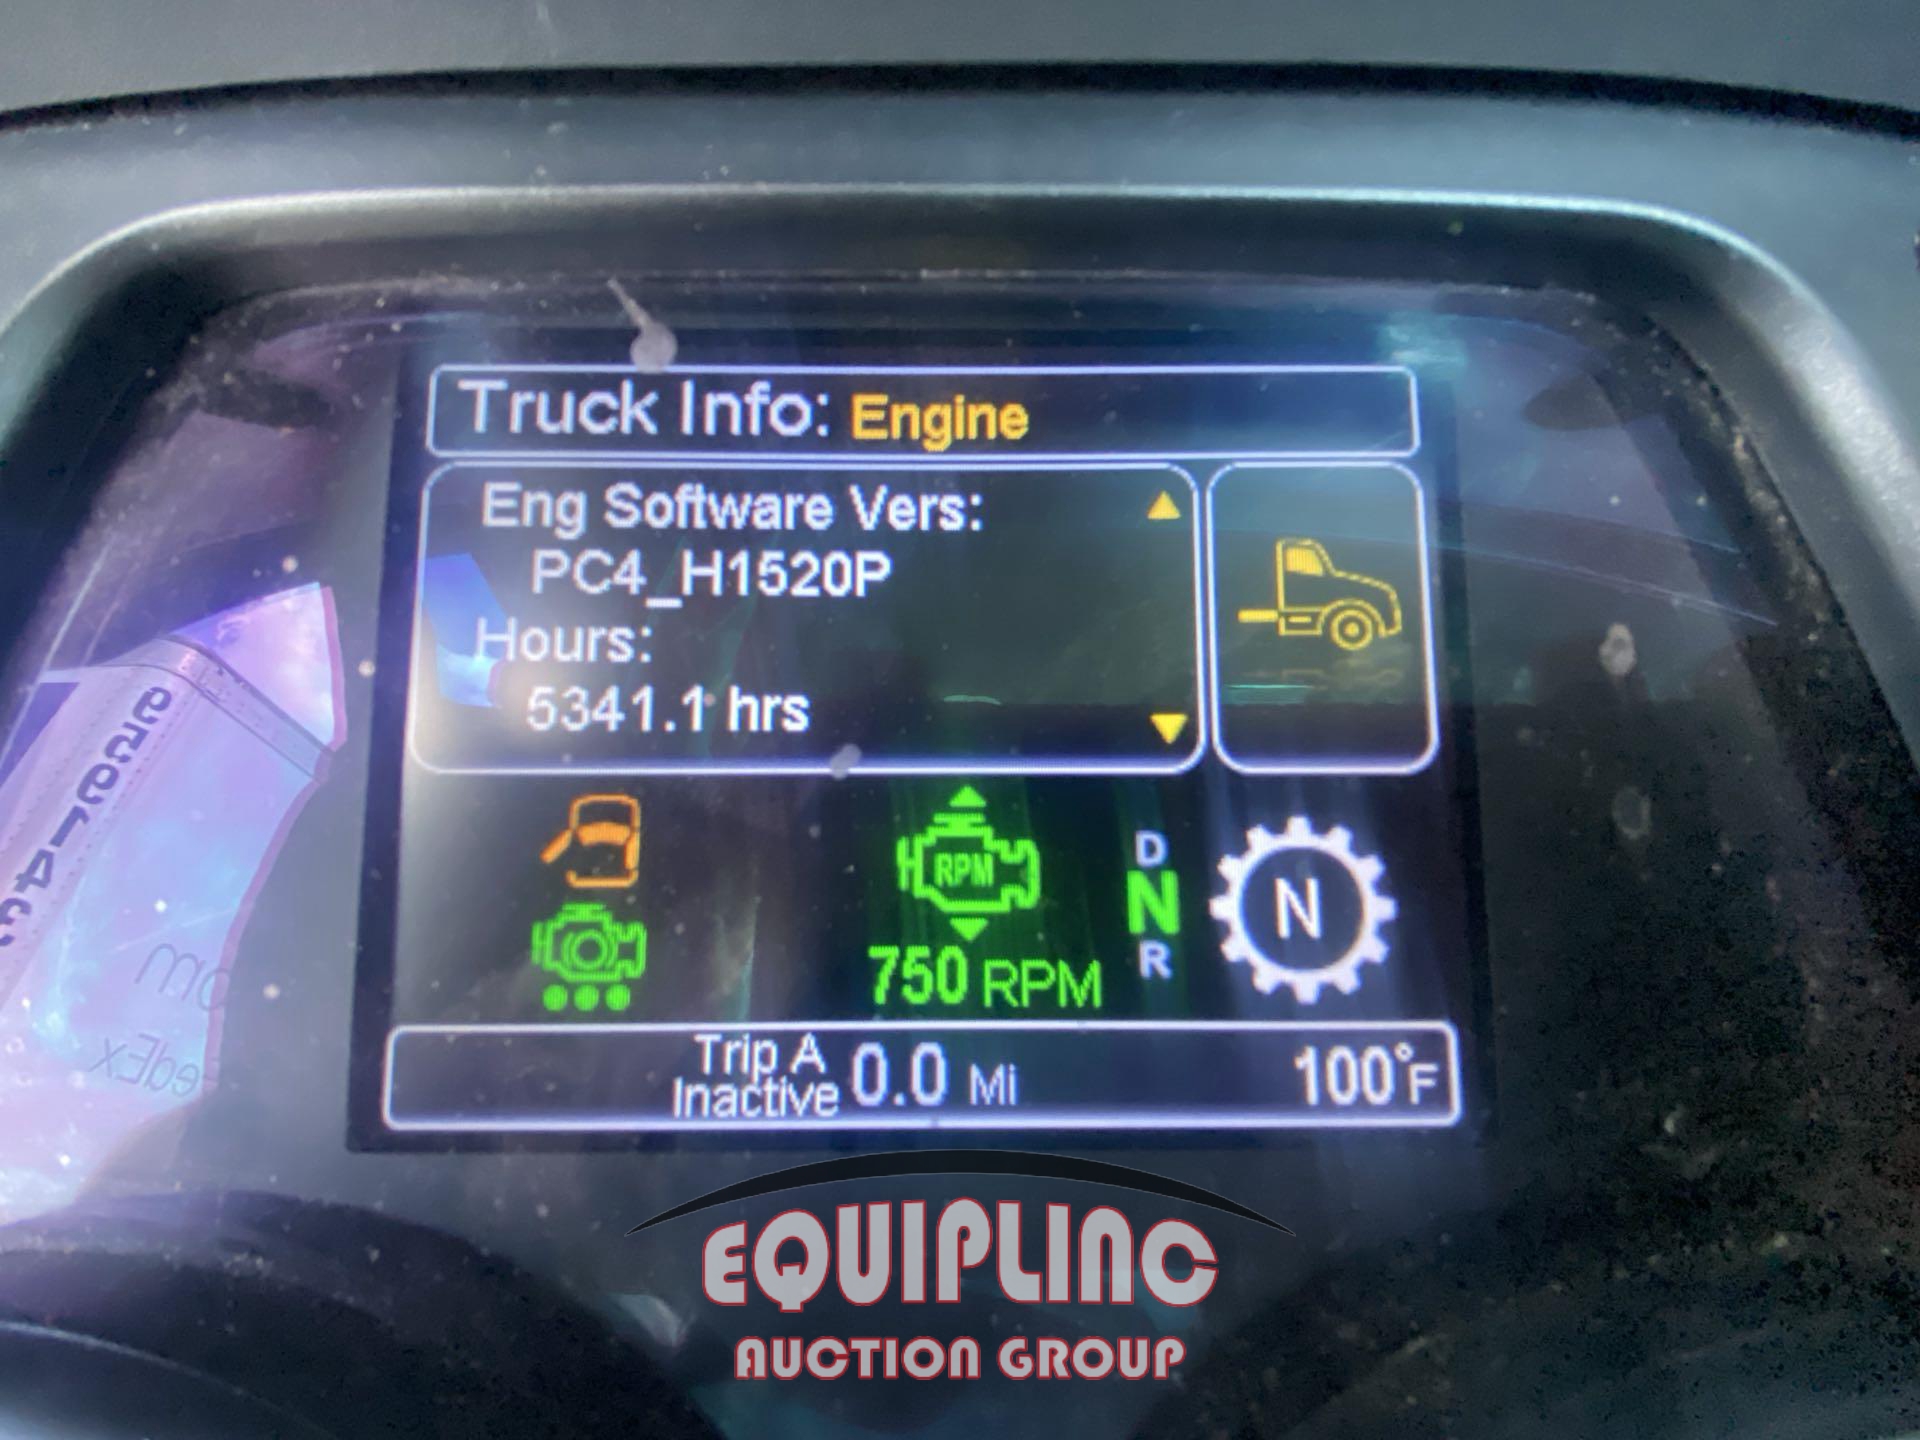 Truck Info: Engine
Eng Software Vers:
PC4_H1520P
Hours:
5341.1 hrs
RPM
750 RPM
D
N
R
N
Trip A
Inactive
0.0 Mi
100°F
EQUIPLINC
AUCTION GROUP